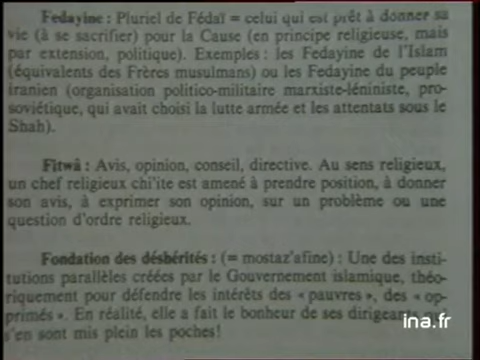 Fedayine : Pluriel de Fédaï = celui qui est prêt à donner sa
vie (à se sacrifier) pour la Cause (en principe religieuse, mais
par extension, politique). Exemples : les Fedayine de l'Islam
(équivalents des Frères musulmans) ou les Fedayine du peuple
iranien (organisation politico-militaire marxiste-léniniste, pro-
soviétique, qui avait choisi la lutte armée et les attentats sous le
Shah).
Fitwâ : Avis, opinion, conseil, directive. Au sens religieux,
un chef religieux chi'ite est amené à prendre position, à donner
son avis, à exprimer son opinion, sur un problème ou une
question d'ordre religieux.
Fondation des déshérités : (= mostaz'afine) : Une des insti-
tutions parallèles créées par le Gouvernement islamique, théo-
riquement pour défendre les intérêts des « pauvres », des « op-
primés ». En réalité, elle a fait le bonheur de ses dirigeants
s'en sont mis plein les poches!
ina.fr